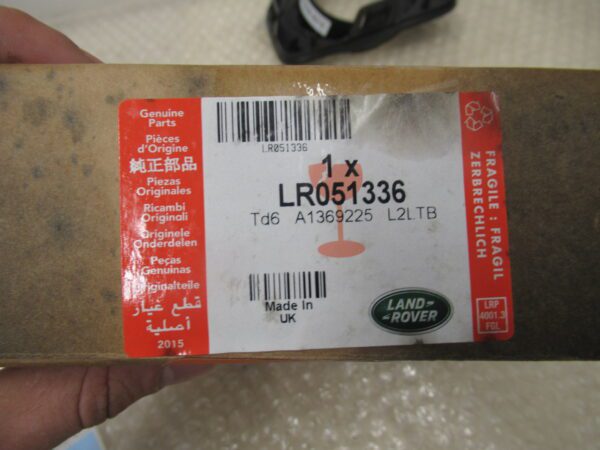 Genuine
Parts
Pièces
d'Origine
純正部品
Piezas
Originales
Ricambi
Originali
Originele
Onderdelen
Peças
Genuínas
Originalteile
قطع غيار
أصلية
2015
LR051336
1 x
LR051336
Td6 A1369225 L2LTB
Made In
UK
LAND-
-ROVER
FRAGILE : FRAGIL
ZERBRECHLICH
LRP
4001.3
FGL